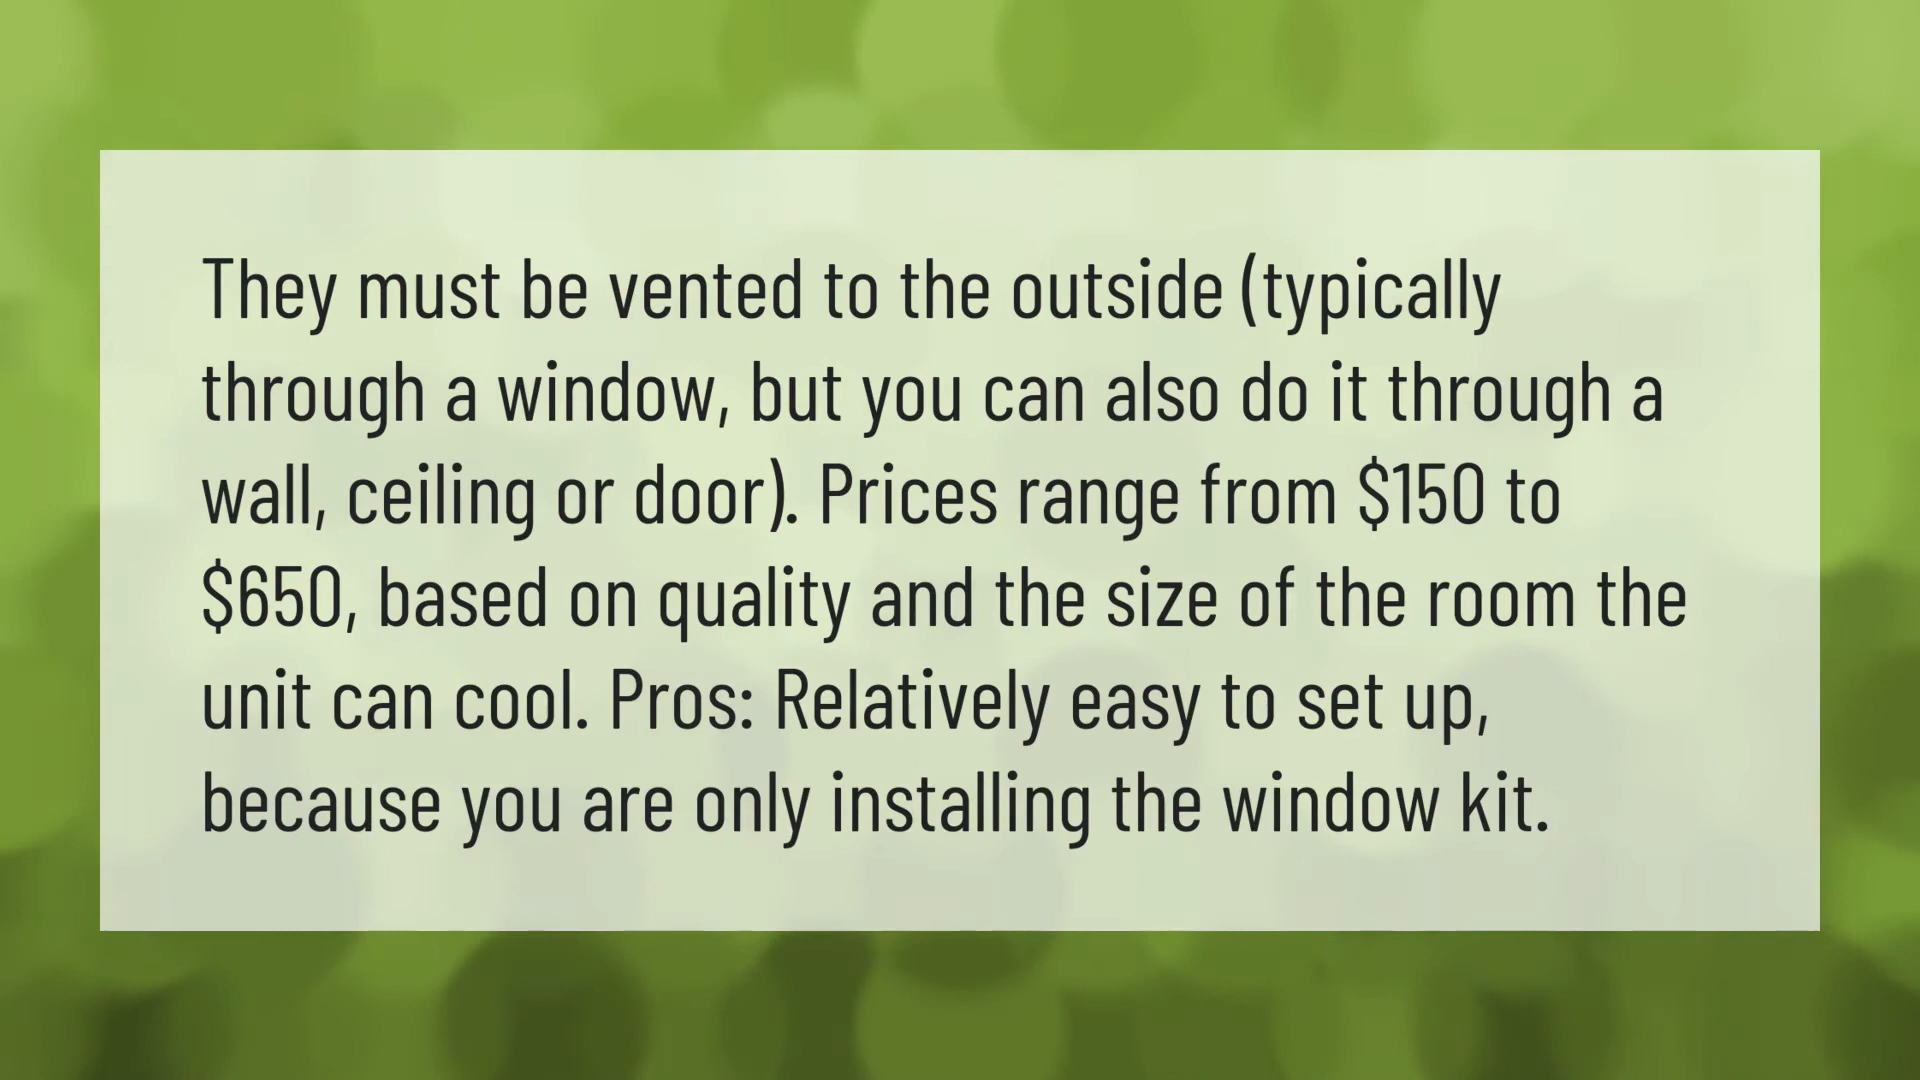 They must be vented to the outside (typically
through a window, but you can also do it through a
wall, ceiling or door). Prices range from $150 to
$650, based on quality and the size of the room the
unit can cool. Pros: Relatively easy to set up,
because you are only installing the window kit.